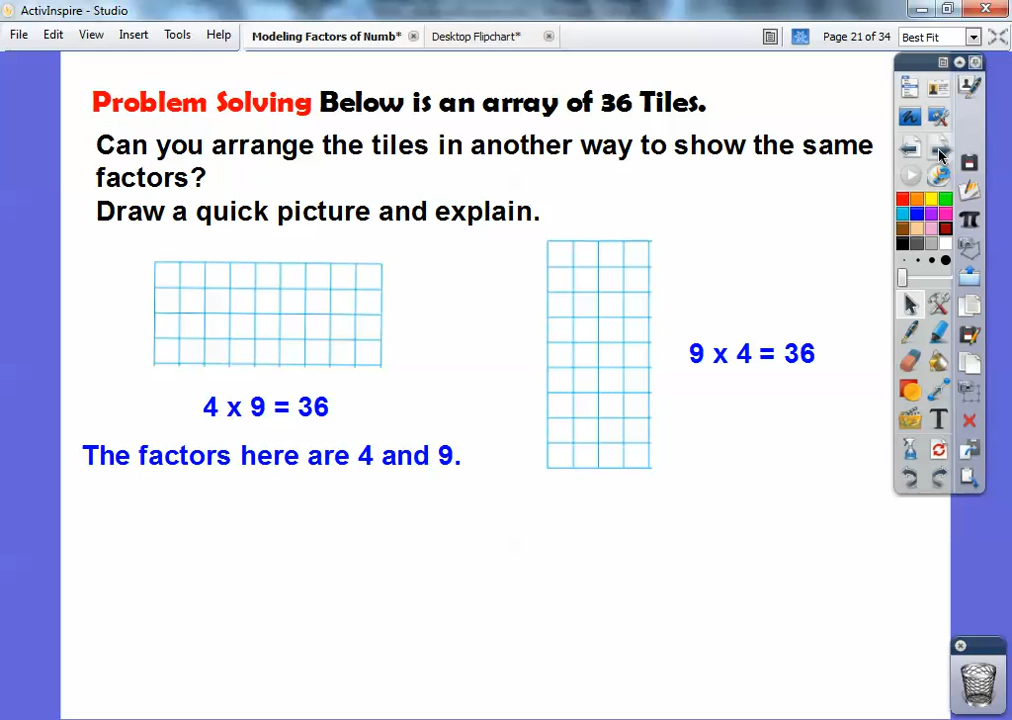 ActivInspire - Studio
File Edit View Insert Tools Help
Modeling Factors of Numb* Desktop Flipchart* Page 21 of 34 Best Fit
Problem Solving Below is an array of 36 Tiles.
Can you arrange the tiles in another way to show the same
factors?
Draw a quick picture and explain.
9 x 4 = 36
4 x 9 = 36
The factors here are 4 and 9.